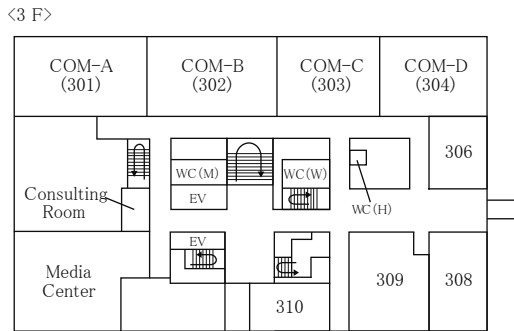 <3 F>
COM-A
(301)
COM-B
(302)
COM-C
(303)
COM-D
(304)
306
WC(M)
WC(W)
EV
WC(H)
Consulting
Room
EV
Media
Center
309
308
310